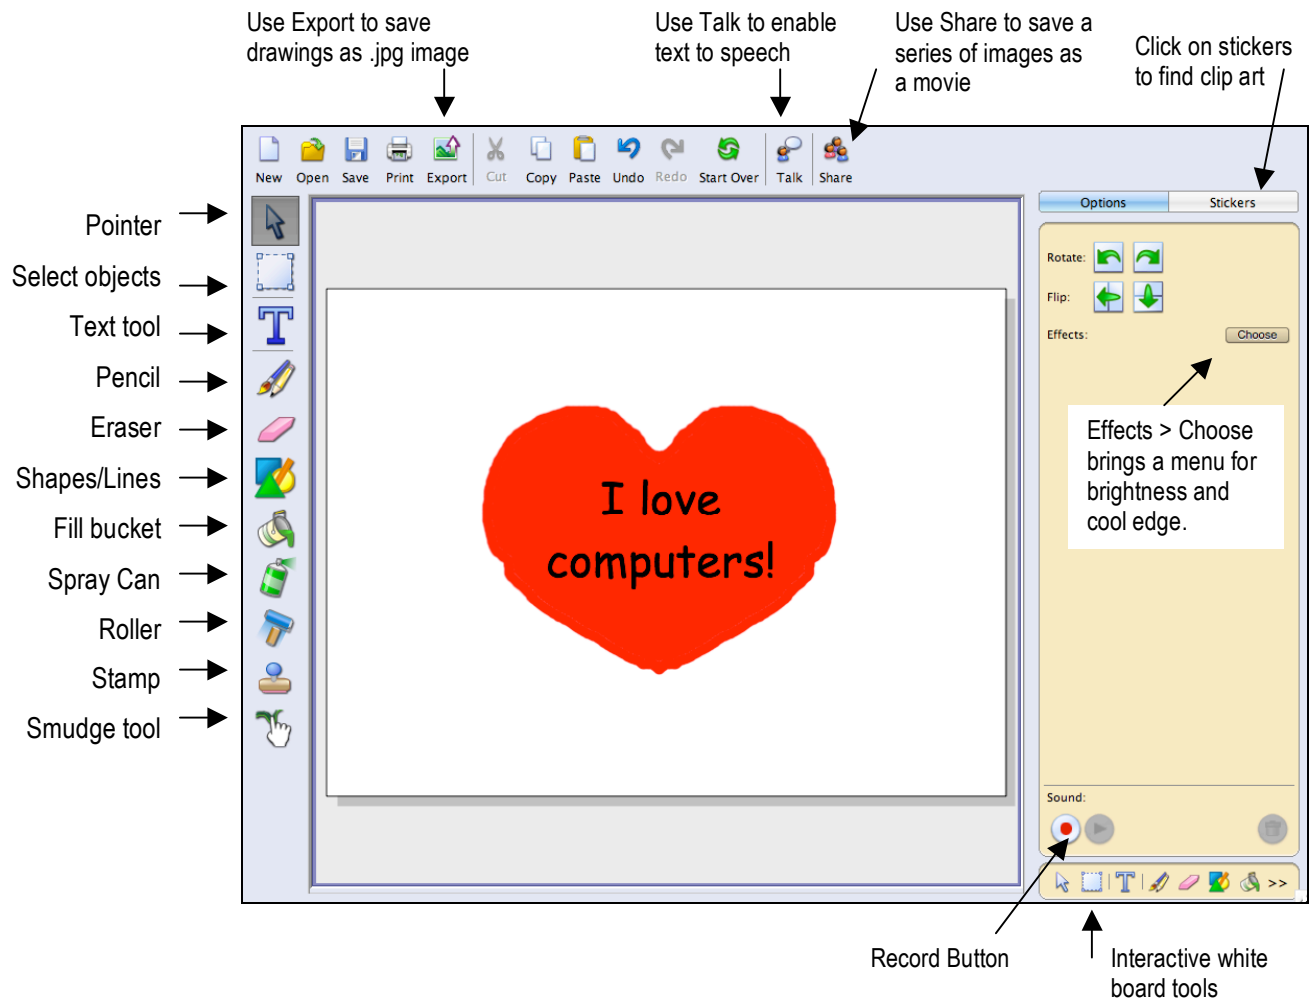 Use Export to save
drawings as .jpg image
Use Talk to enable
text to speech
Use Share to save a
series of images as
a movie
Click on stickers
to find clip art
New Open Save Print Export Cut Copy Paste Undo Redo Start Over Talk Share
Options Stickers
Pointer
Select objects
Text tool
Pencil
Eraser
Shapes/Lines
Fill bucket
Spray Can
Roller
Stamp
Smudge tool
I love
computers!
Rotate:
Flip:
Effects: Choose
Effects > Choose
brings a menu for
brightness and
cool edge.
Sound:
T >>
Record Button
Interactive white
board tools